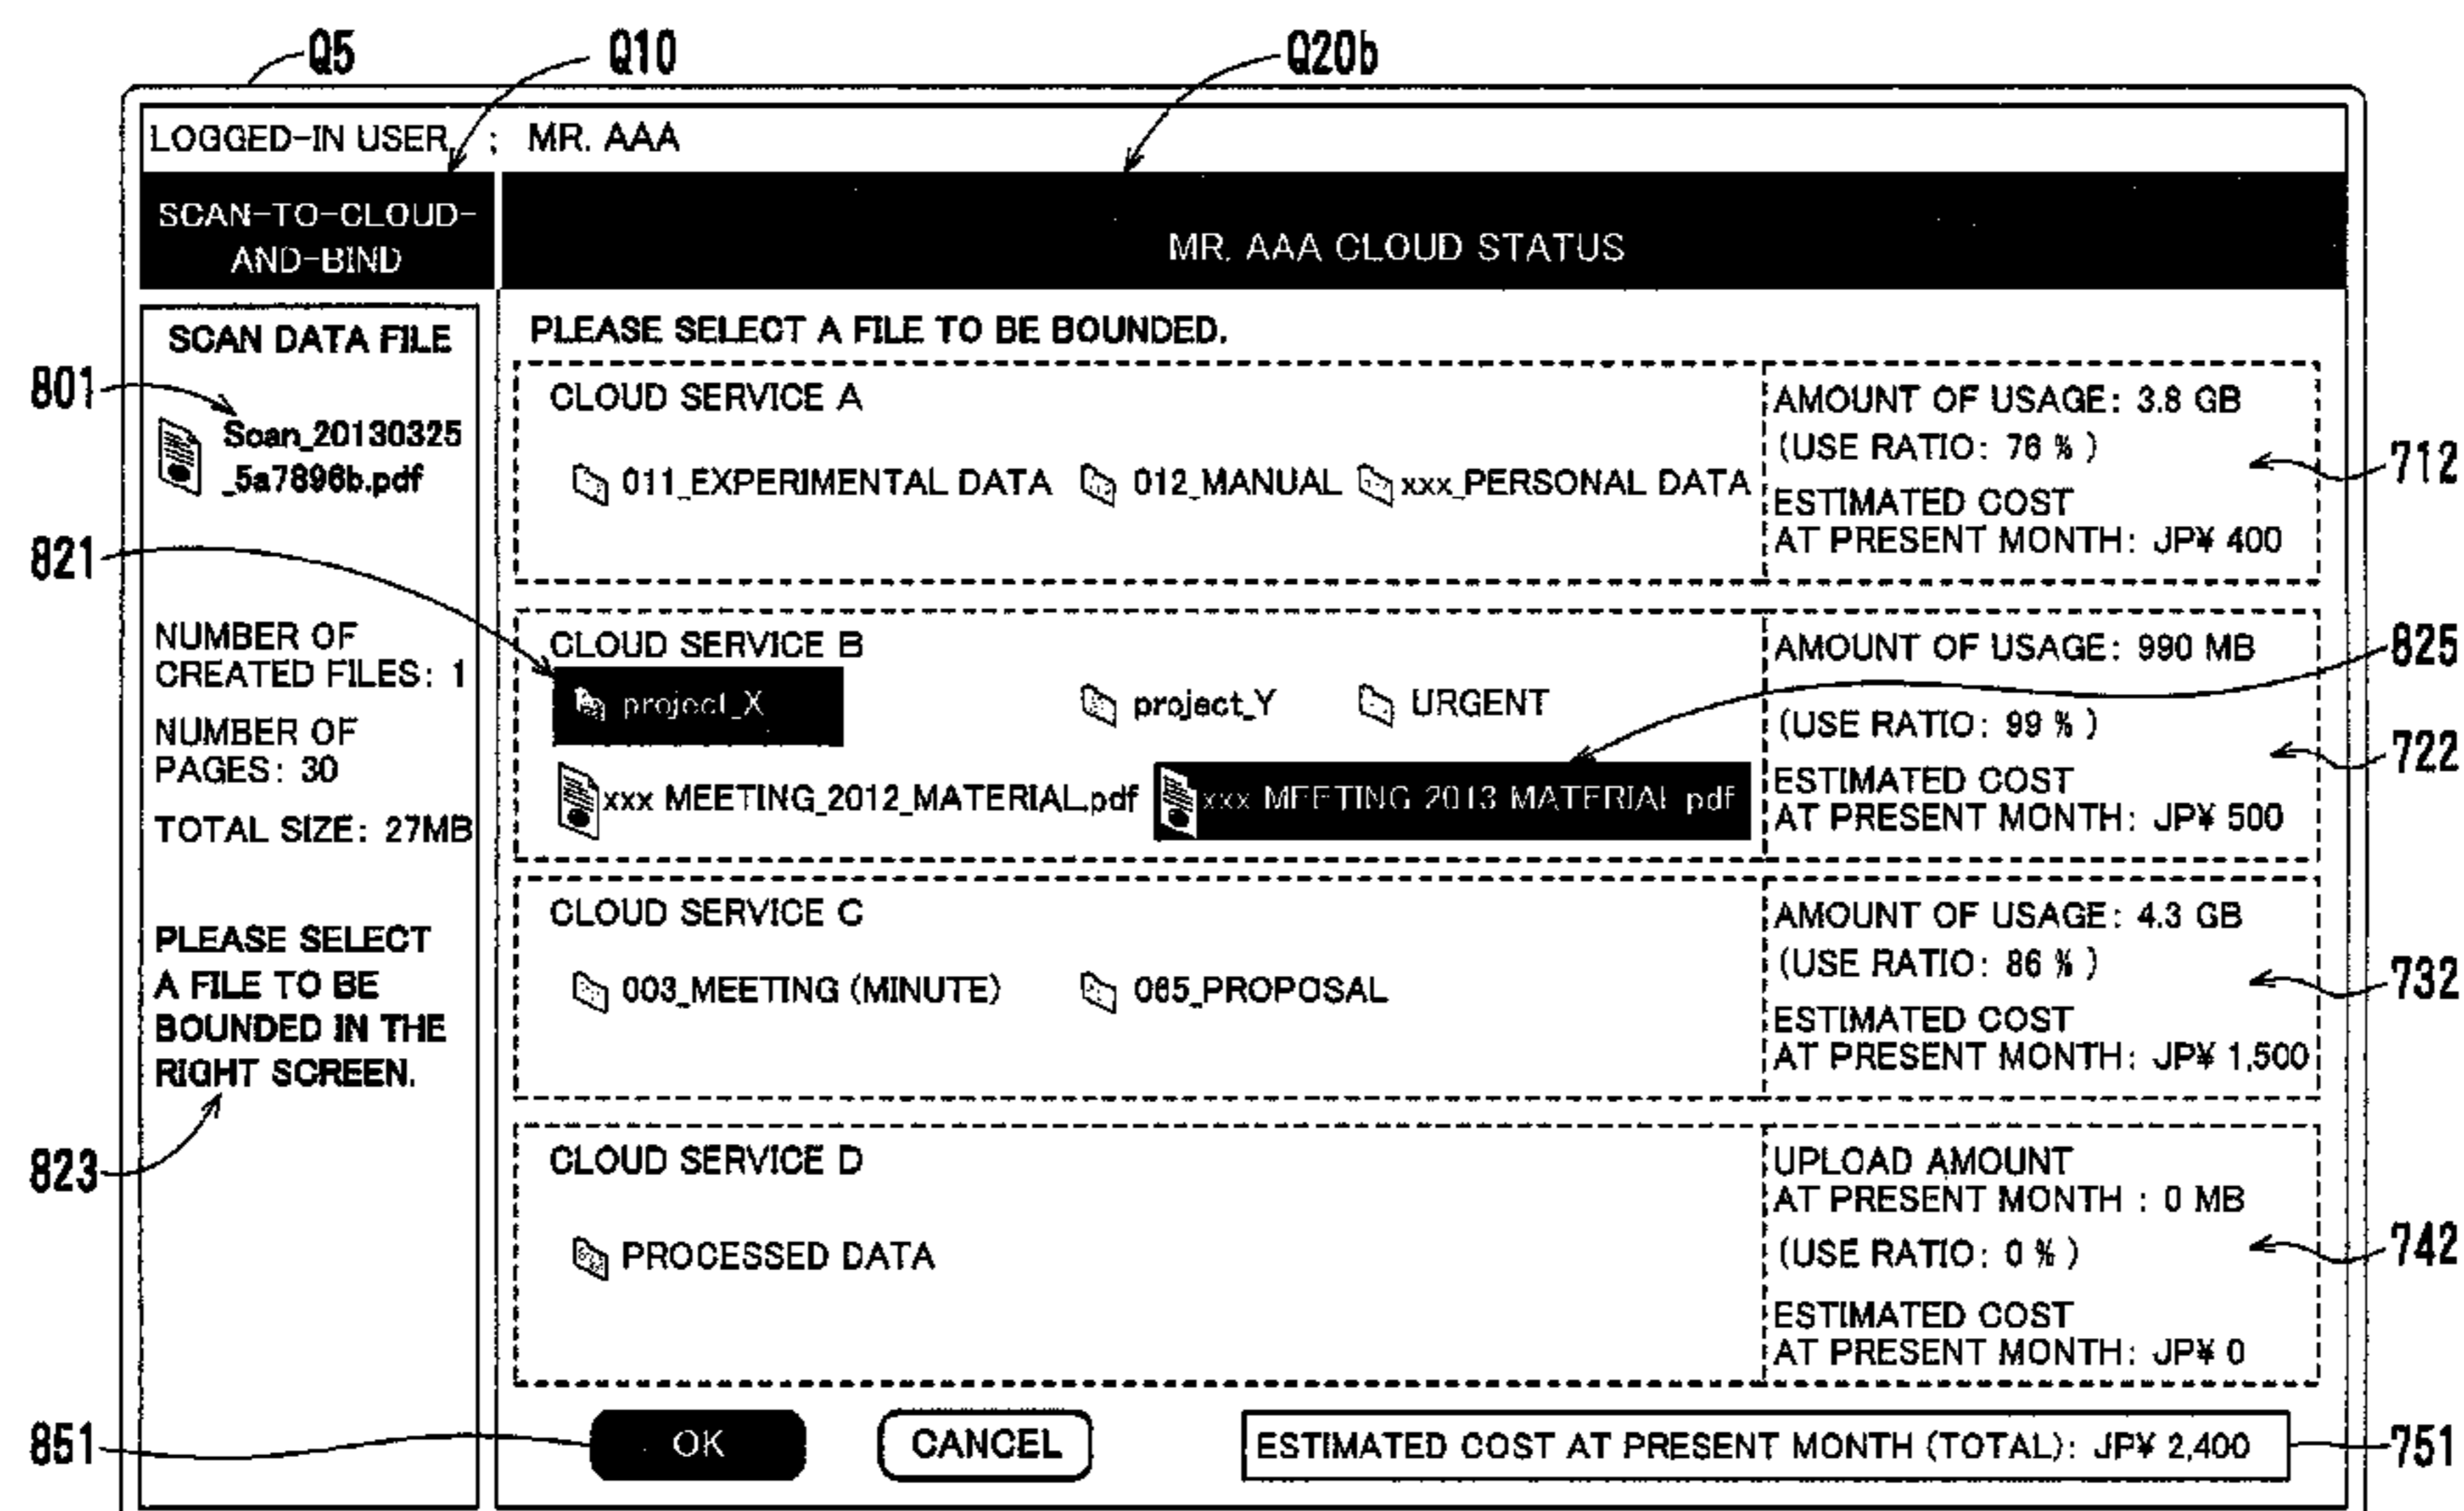 Q5
Q10
Q20b
LOGGED-IN USER ; MR. AAA
SCAN-TO-CLOUD-
AND-BIND
MR. AAA CLOUD STATUS
SCAN DATA FILE
801
Scan_20130325
_5a7896b.pdf
821
NUMBER OF
CREATED FILES: 1
NUMBER OF
PAGES: 30
TOTAL SIZE: 27MB
PLEASE SELECT
A FILE TO BE
BOUNDED IN THE
RIGHT SCREEN.
823
PLEASE SELECT A FILE TO BE BOUNDED.
CLOUD SERVICE A
011_EXPERIMENTAL DATA 012_MANUAL xxx_PERSONAL DATA
AMOUNT OF USAGE: 3.8 GB
(USE RATIO: 76 % )
ESTIMATED COST
AT PRESENT MONTH: JP¥ 400
712
CLOUD SERVICE B
project_X project_Y URGENT
xxx MEETING_2012_MATERIAL.pdf xxx MEETING 2013 MATERIAL pdf
AMOUNT OF USAGE: 990 MB
(USE RATIO: 99 % )
ESTIMATED COST
AT PRESENT MONTH: JP¥ 500
825
722
CLOUD SERVICE C
003_MEETING (MINUTE) 065_PROPOSAL
AMOUNT OF USAGE: 4.3 GB
(USE RATIO: 86 % )
ESTIMATED COST
AT PRESENT MONTH: JP¥ 1,500
732
CLOUD SERVICE D
PROCESSED DATA
UPLOAD AMOUNT
AT PRESENT MONTH : 0 MB
(USE RATIO: 0 % )
ESTIMATED COST
AT PRESENT MONTH: JP¥ 0
742
851
OK
CANCEL
ESTIMATED COST AT PRESENT MONTH (TOTAL): JP¥ 2,400
751